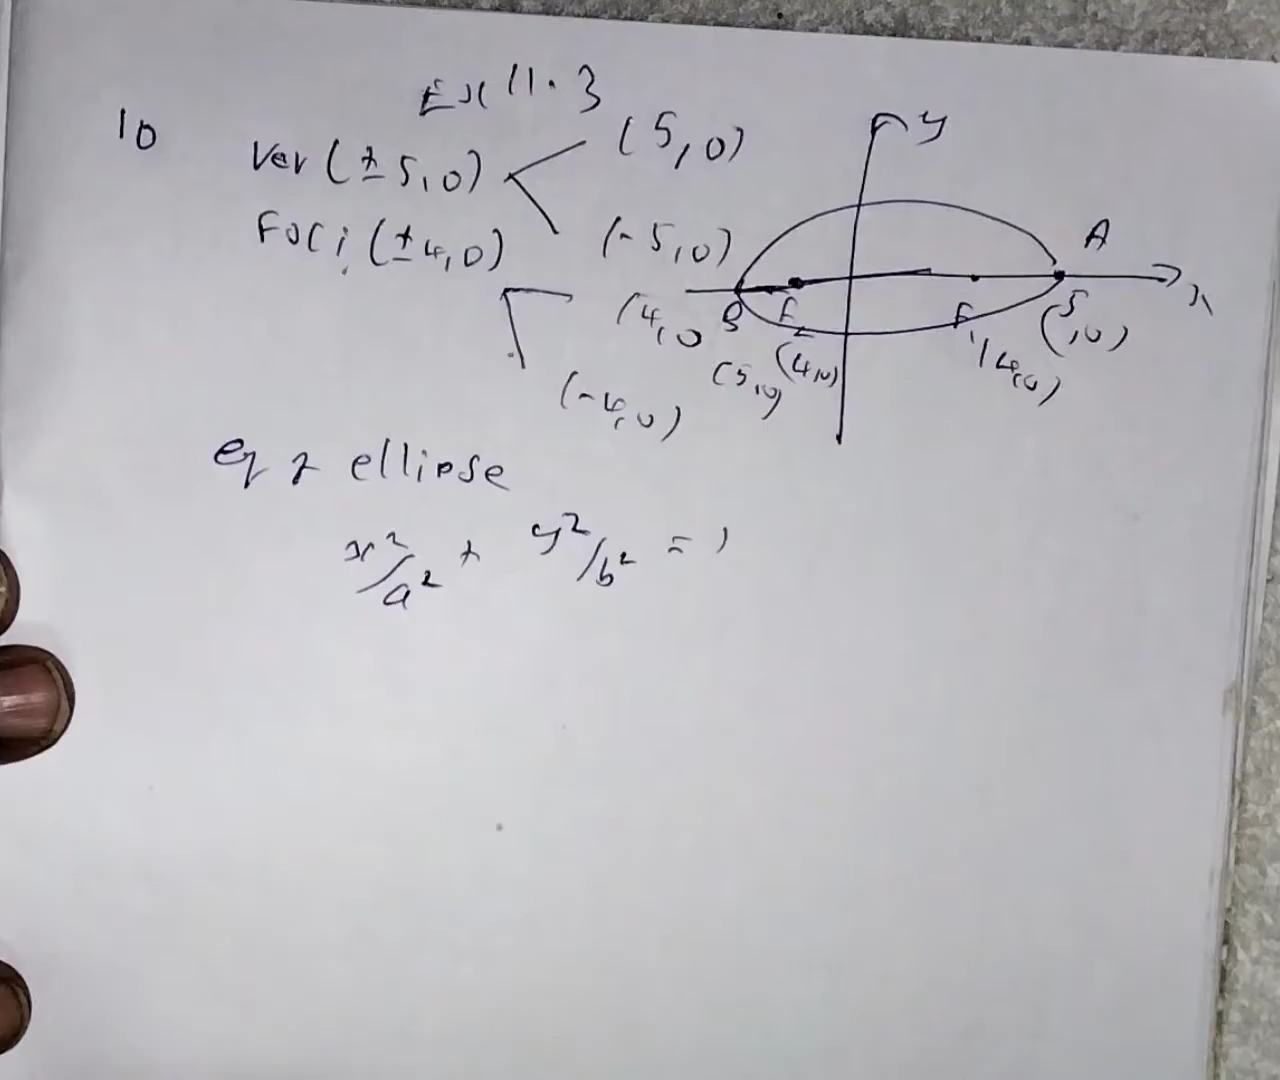 Ex 11.3
10
Ver (± 5,0) (5,0)
(-5,0)
Foci (±4,0)
(4,0
(-4,0)
y
A
x
B F2 F1 (5,0)
(5,0) (4,0) (4,0)
eq ellipse
x²/a² + y²/b² = 1